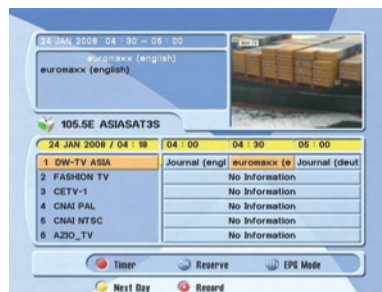 24 JAN 2008 04 : 30 ~ 05 : 00
euromaxx (english)
euromaxx (english)
DW-TV
105.5E ASIASAT3S
24 JAN 2008 / 04 : 18 04 : 00 04 : 30 05 : 00
1 DW-TV ASIA Journal (engl euromaxx (e Journal (deut
2 FASHION TV No Information
3 CETV-1 No Information
4 CNAI PAL No Information
5 CNAI NTSC No Information
6 AZIO_TV No Information
Timer Reserve EPG Mode
Next Day Record